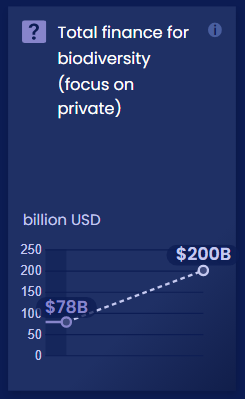 ?
Total finance for
biodiversity
(focus on
private)
i
billion USD
250
200
150
100
50
0
$78B
$200B